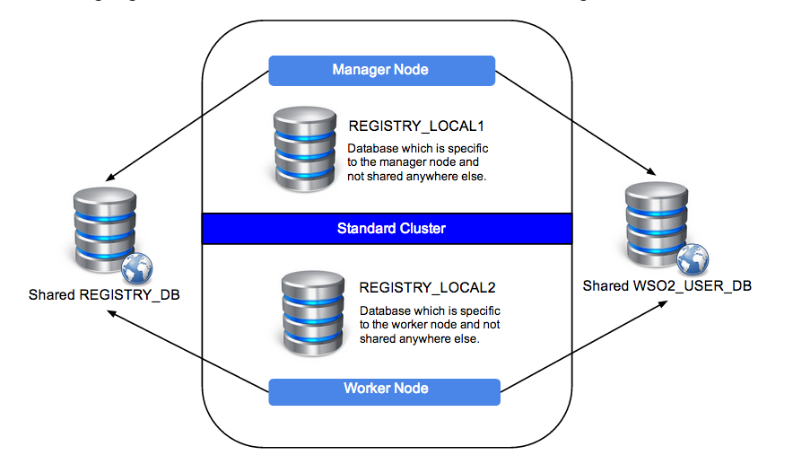 Manager Node
REGISTRY_LOCAL1
Database which is specific
to the manager node and
not shared anywhere else.
Standard Cluster
Shared REGISTRY_DB
Shared WSO2_USER_DB
REGISTRY_LOCAL2
Database which is specific
to the worker node and not
shared anywhere else.
Worker Node